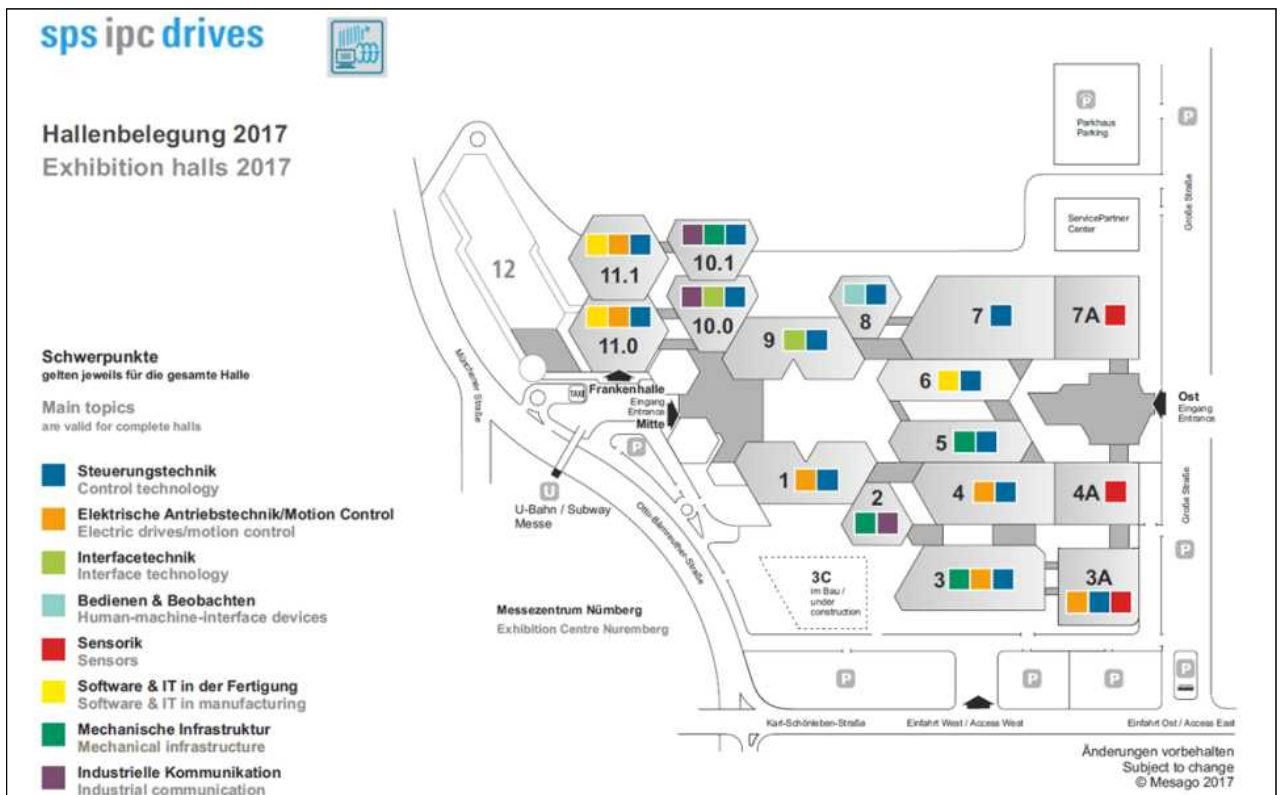 sps ipc drives
Hallenbelegung 2017
Exhibition halls 2017
Schwerpunkte
gelten jeweils für die gesamte Halle
Main topics
are valid for complete halls
Steuerungstechnik
Control technology
Elektrische Antriebstechnik/Motion Control
Electric drives/motion control
Interfacetechnik
Interface technology
Bedienen & Beobachten
Human-machine-interface devices
Sensorik
Sensors
Software & IT in der Fertigung
Software & IT in manufacturing
Mechanische Infrastruktur
Mechanical infrastructure
Industrielle Kommunikation
Industrial communication
P
Parkhaus
Parking
P
Große Straße
ServicePartner
Center
12
11.1
10.1
11.0
10.0
9
8
7
7A
6
5
Münchener Straße
TAXI
Frankenhalle
Eingang
Entrance
Mitte
Ost
Eingang
Entrance
P
U
U-Bahn / Subway
Messe
Otto-Bärnreuther-Straße
1
2
4
4A
Große Straße
P
3C
im Bau /
under
construction
3
3A
Messezentrum Nürnberg
Exhibition Centre Nuremberg
P
P
P
P
Karl-Schönleben-Straße
Einfahrt West / Access West
Einfahrt Ost / Access East
Änderungen vorbehalten
Subject to change
© Mesago 2017